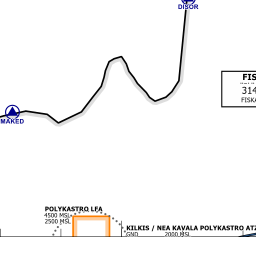 DISOR
FIS
314
FISKA
MAKED
POLYKASTRO LFA
4500 MSL
2500 MSL
KILKIS / NEA KAVALA POLYKASTRO ATZ
GND
2000 MSL